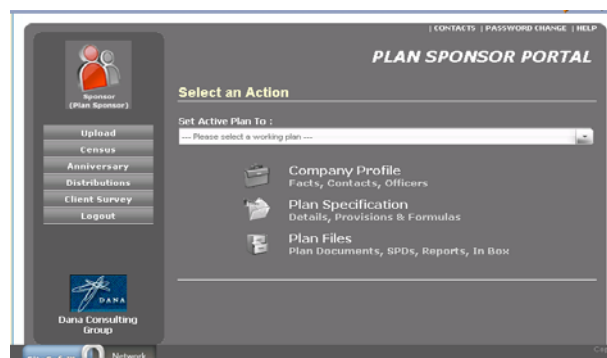 | CONTACTS | PASSWORD CHANGE | HELP
PLAN SPONSOR PORTAL
Sponsor
(Plan Sponsor)
Upload
Census
Anniversary
Distributions
Client Survey
Logout
DANA
Dana Consulting
Group
Select an Action
Set Active Plan To :
--- Please select a working plan ---
Company Profile
Facts, Contacts, Officers
Plan Specification
Details, Provisions & Formulas
Plan Files
Plan Documents, SPDs, Reports, In Box
Network